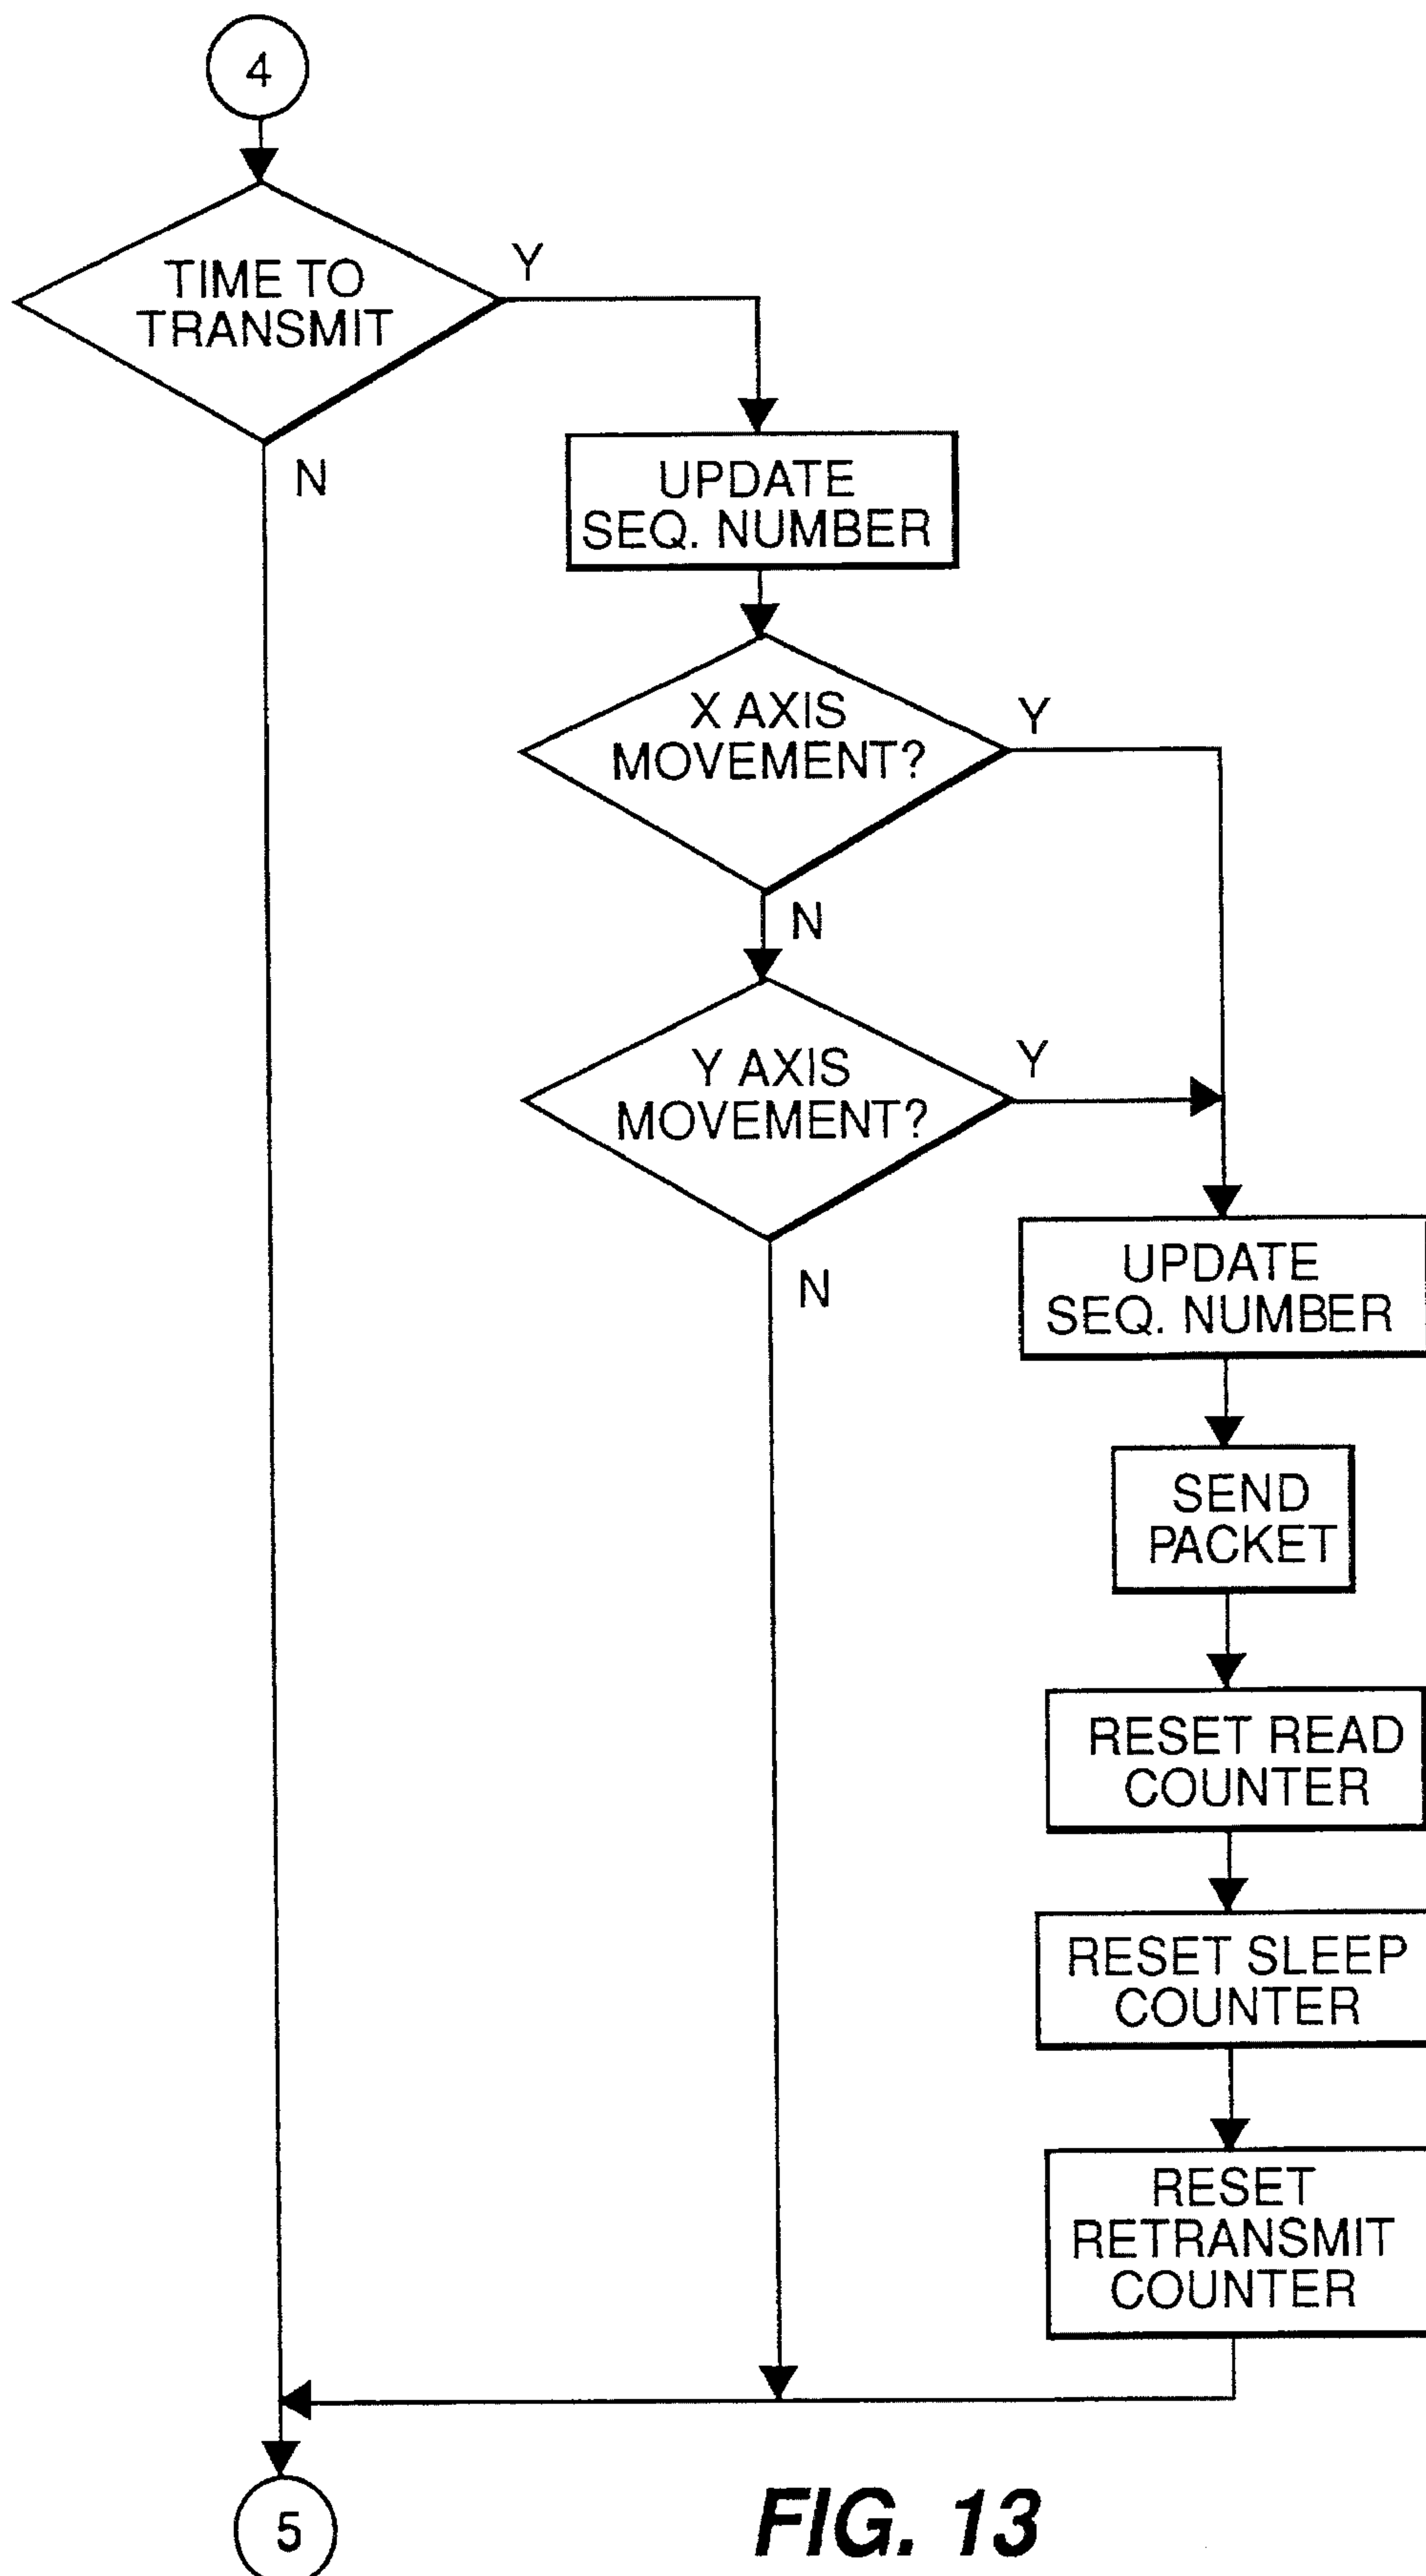 4
TIME TO
TRANSMIT
Y
N
UPDATE
SEQ. NUMBER
X AXIS
MOVEMENT?
Y
N
Y AXIS
MOVEMENT?
Y
N
UPDATE
SEQ. NUMBER
SEND
PACKET
RESET READ
COUNTER
RESET SLEEP
COUNTER
RESET
RETRANSMIT
COUNTER
5
FIG. 13